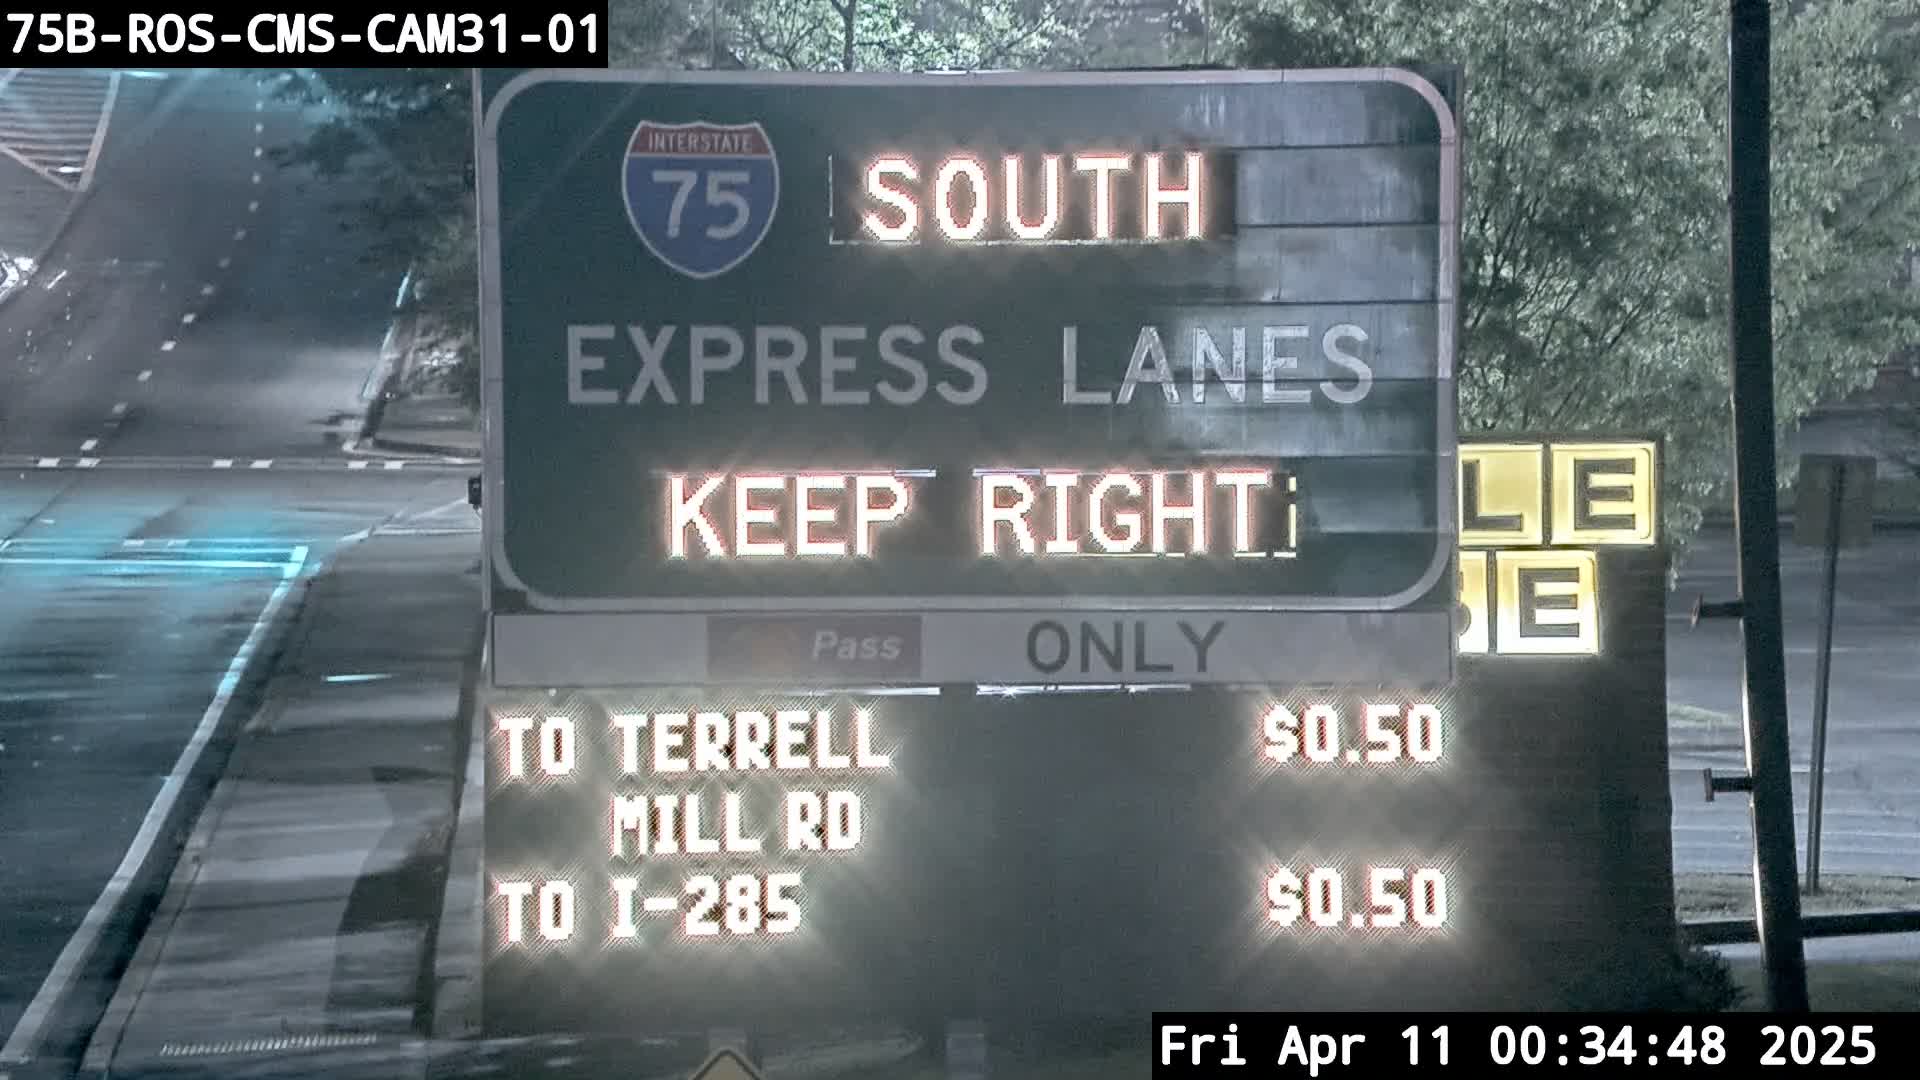 75B-ROS-CMS-CAM31-01
INTERSTATE
75
SOUTH
EXPRESS LANES
KEEP RIGHT
Pass ONLY
TO TERRELL $0.50
MILL RD
TO I-285 $0.50
Fri Apr 11 00:34:48 2025